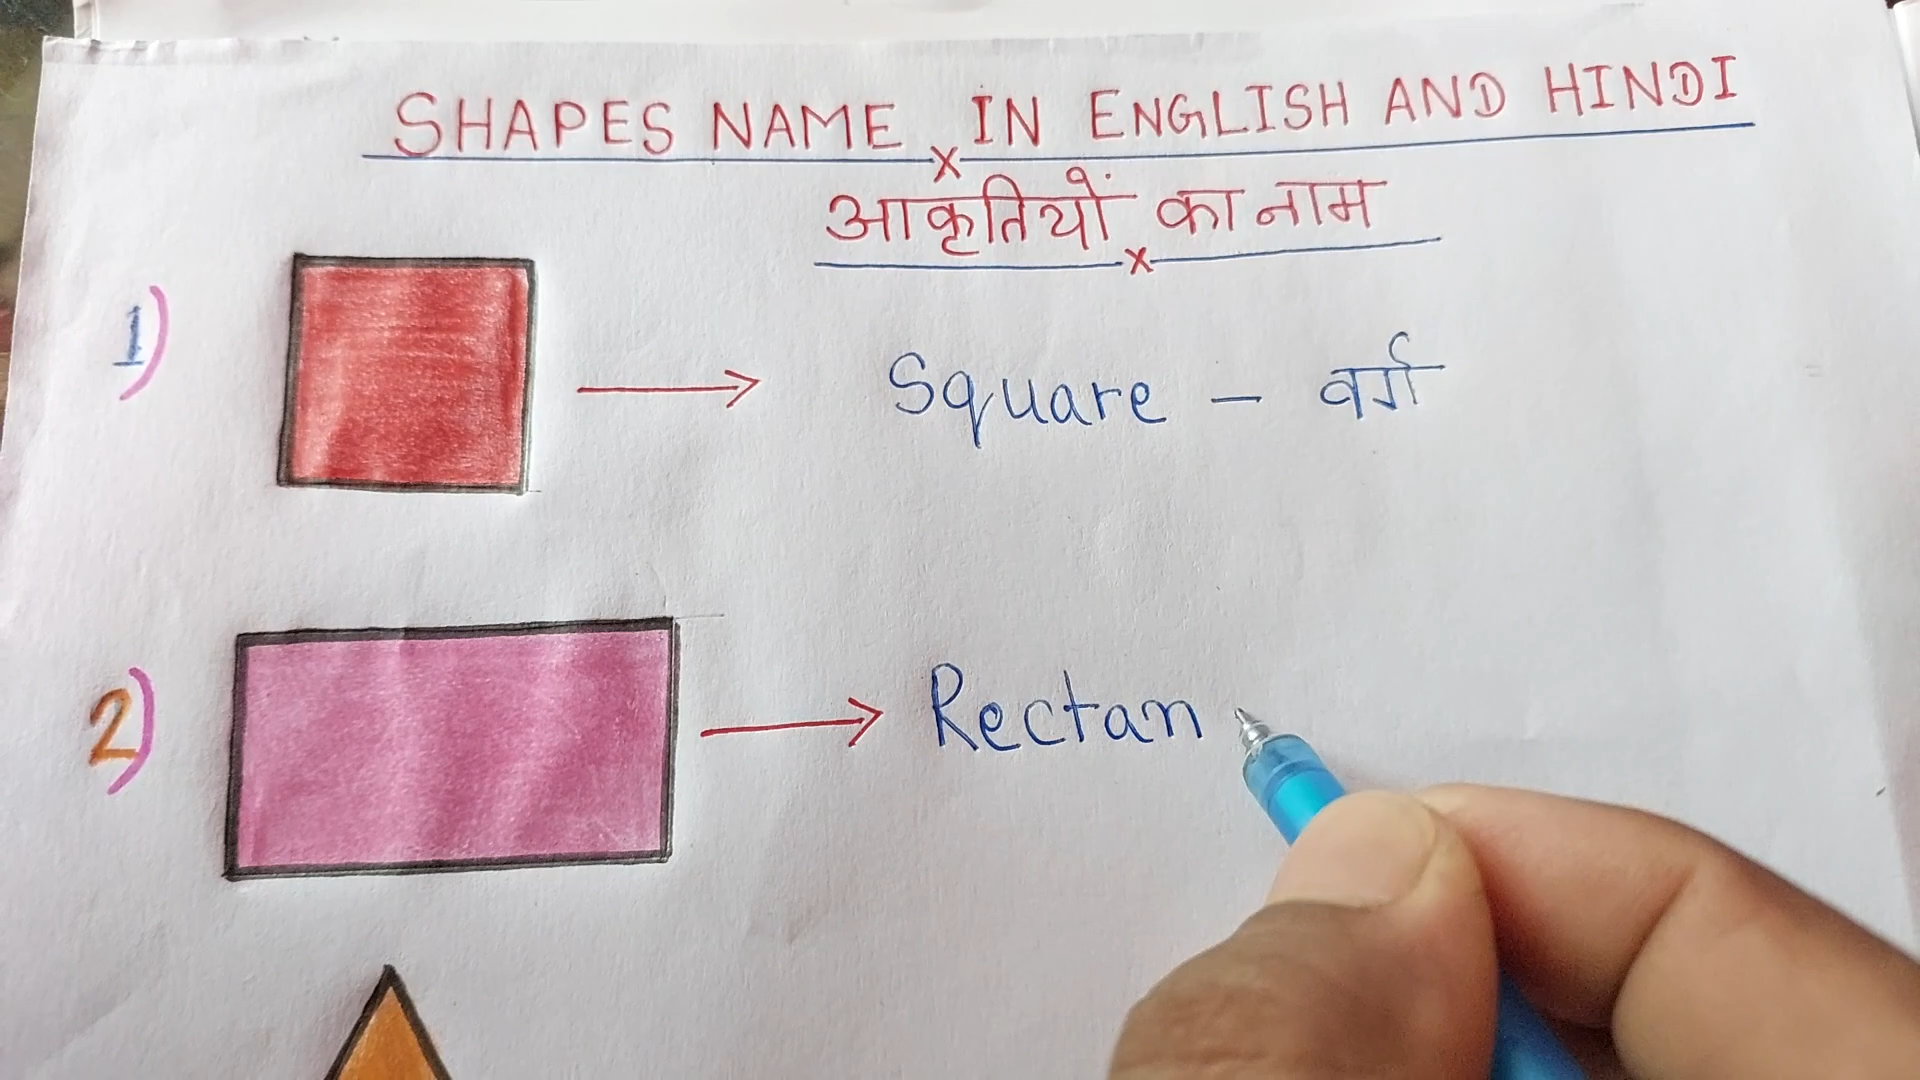 SHAPES NAME IN ENGLISH AND HINDI
x
आकृतियों का नाम
x
1) → Square – वर्ग
2) → Rectan